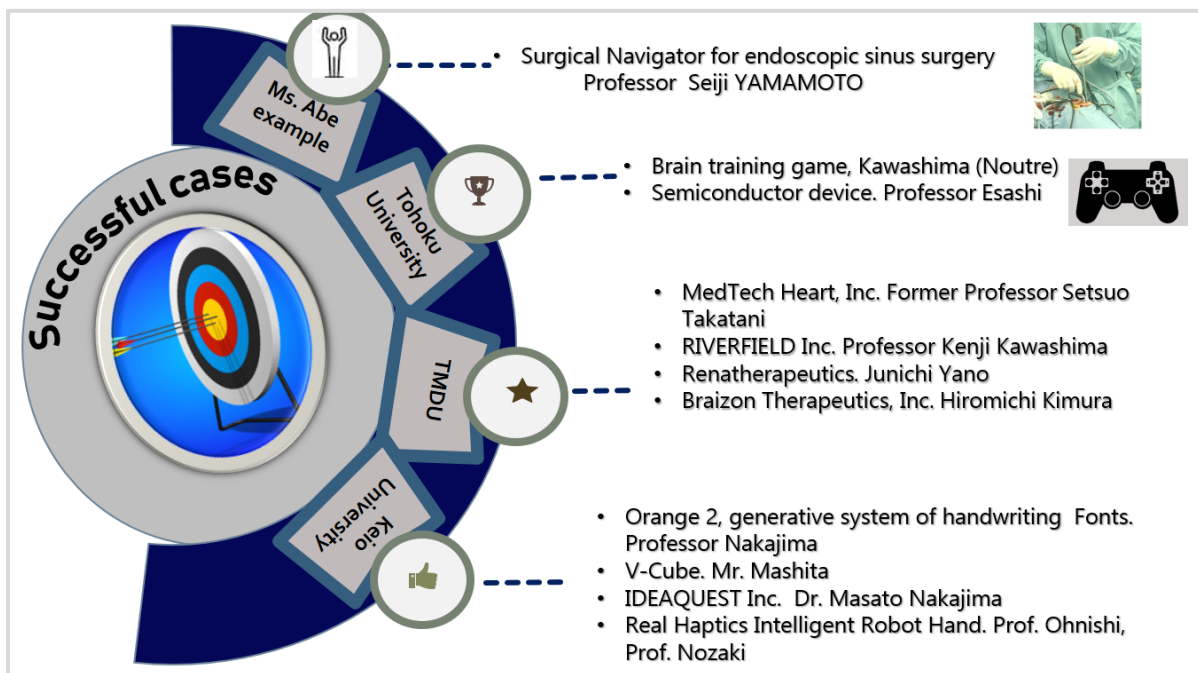 Successful cases
Ms. Abe
example
• Surgical Navigator for endoscopic sinus surgery
Professor Seiji YAMAMOTO
Tohoku
University
• Brain training game, Kawashima (Noutre)
• Semiconductor device. Professor Esashi
TMDU
• MedTech Heart, Inc. Former Professor Setsuo
Takatani
• RIVERFIELD Inc. Professor Kenji Kawashima
• Renatherapeutics. Junichi Yano
• Braizon Therapeutics, Inc. Hiromichi Kimura
Keio
University
• Orange 2, generative system of handwriting Fonts.
Professor Nakajima
• V-Cube. Mr. Mashita
• IDEAQUEST Inc. Dr. Masato Nakajima
• Real Haptics Intelligent Robot Hand. Prof. Ohnishi,
Prof. Nozaki